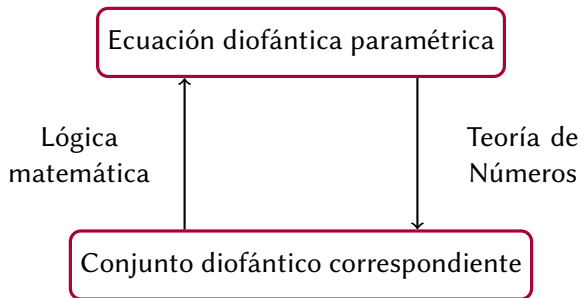 Ecuación diofántica paramétrica
Lógica
matemática
Teoría de
Números
Conjunto diofántico correspondiente